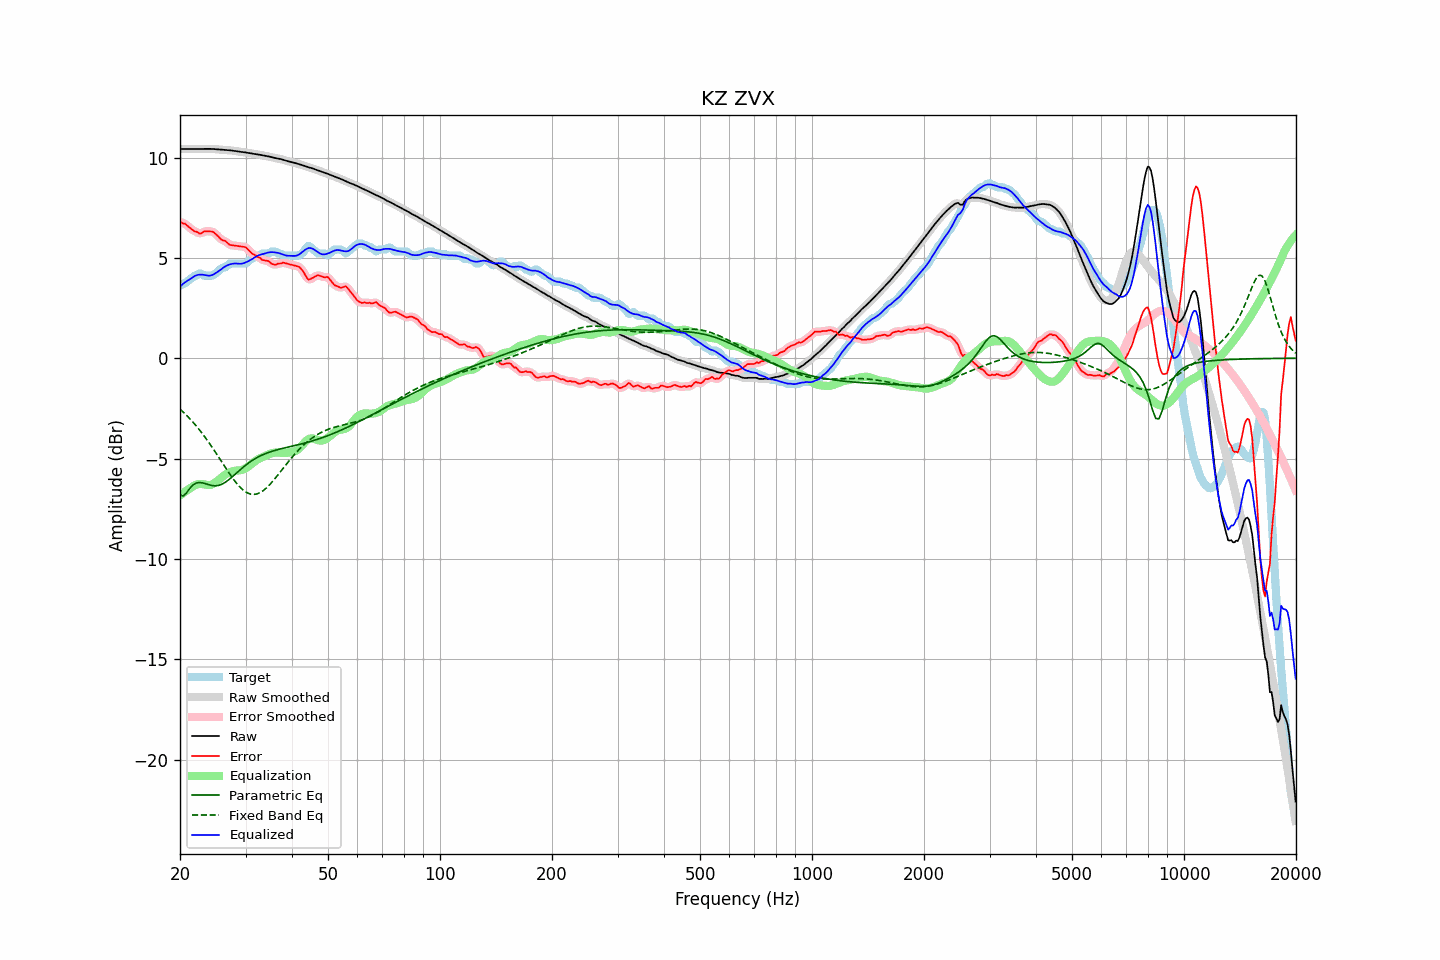 KZ ZVX
Amplitude (dBr)
10
5
0
−5
−10
−15
−20
Target
Raw Smoothed
Error Smoothed
Raw
Error
Equalization
Parametric Eq
Fixed Band Eq
Equalized
20 50 100 200 500 1000 2000 5000 10000 20000
Frequency (Hz)